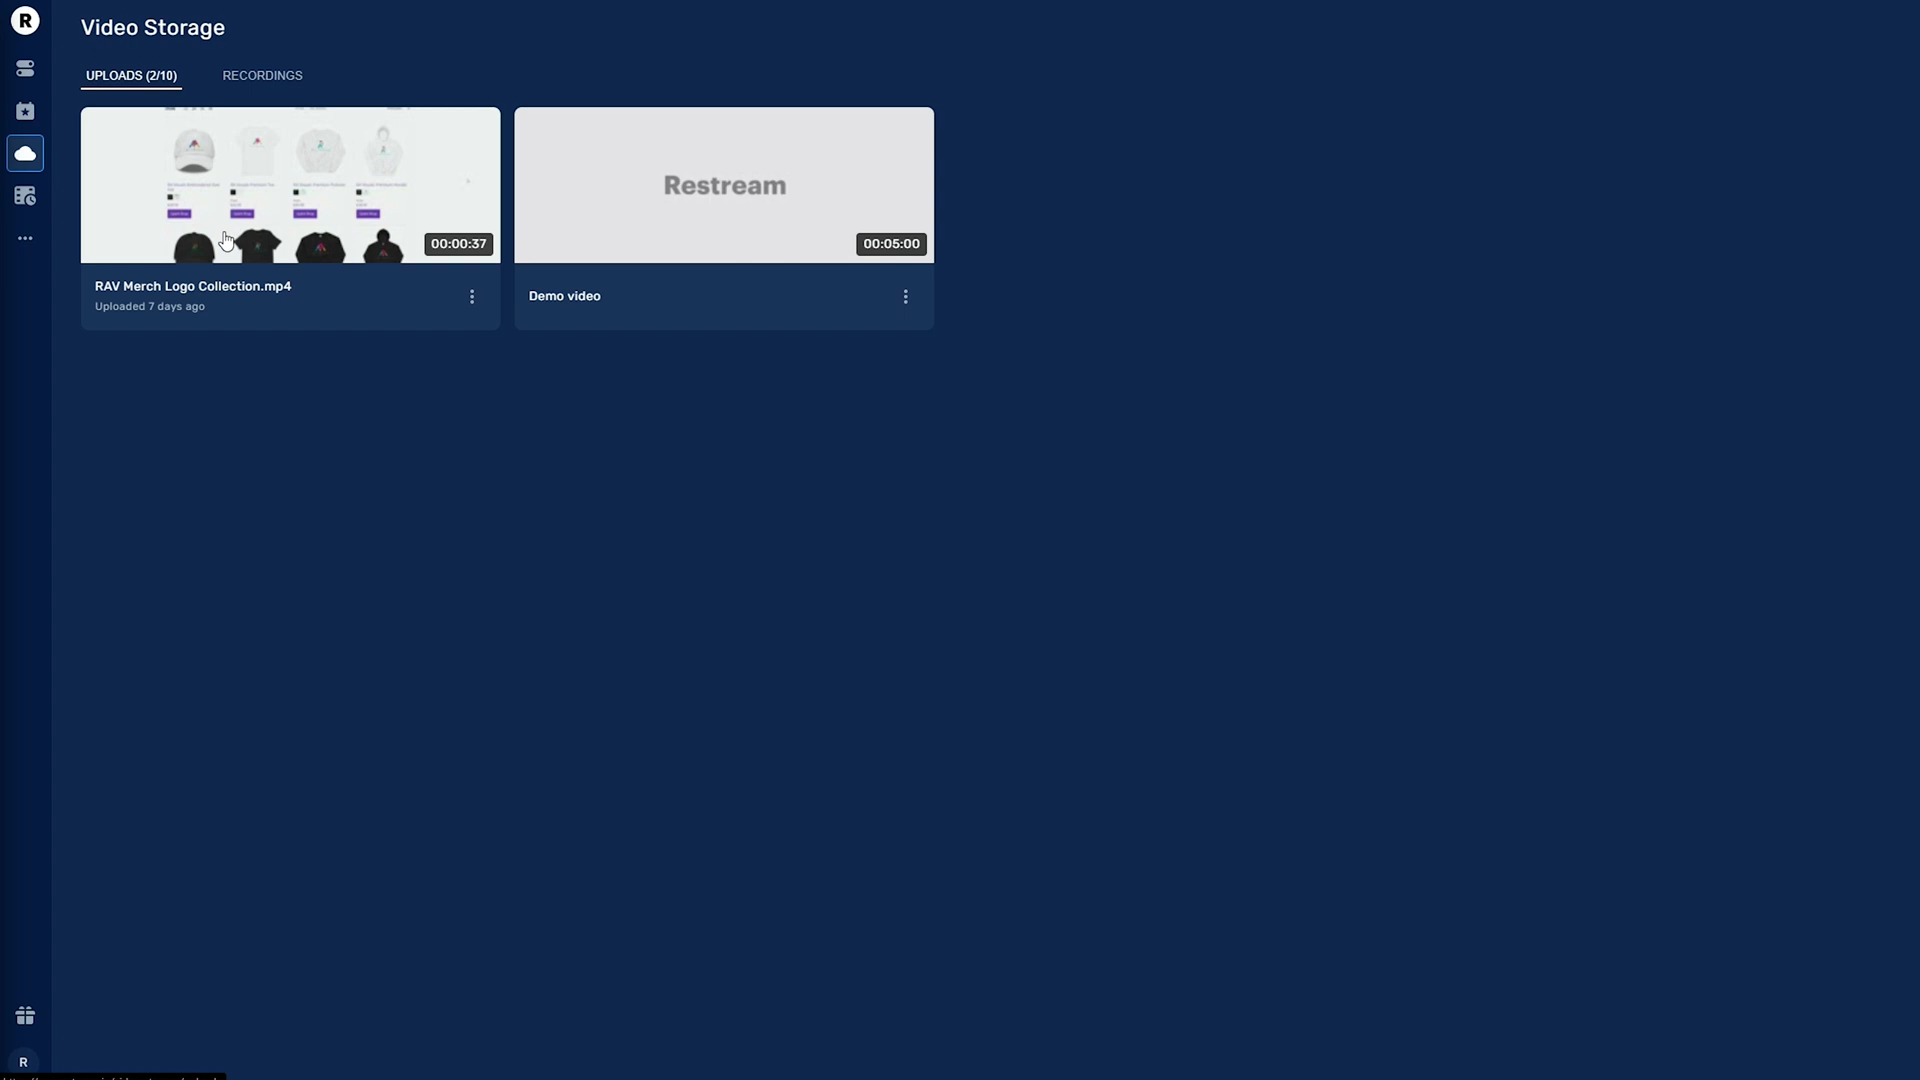 R
Video Storage
UPLOADS (2/10)
RECORDINGS
00:00:37
RAV Merch Logo Collection.mp4
Uploaded 7 days ago
Restream
00:05:00
Demo video
R